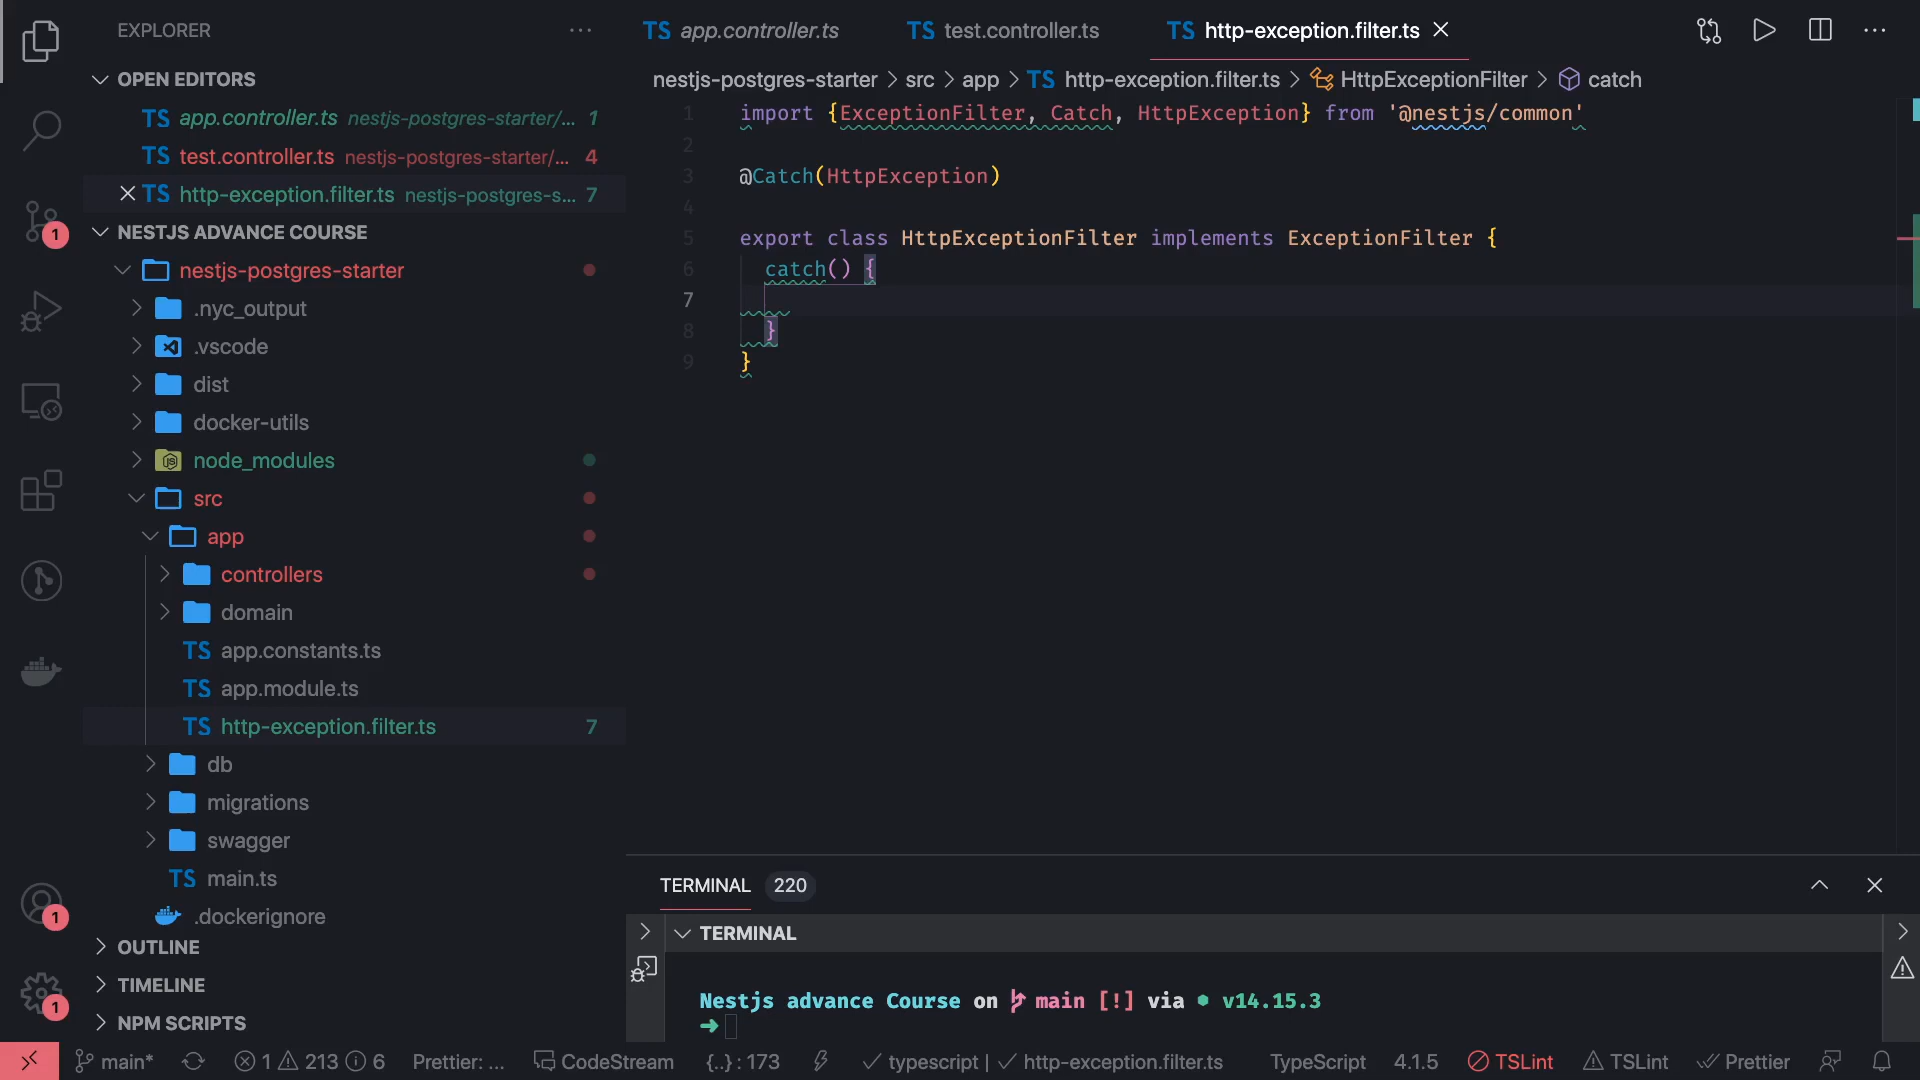 EXPLORER
OPEN EDITORS
TS app.controller.ts nestjs-postgres-starter/... 1
TS test.controller.ts nestjs-postgres-starter/... 4
TS http-exception.filter.ts nestjs-postgres-s... 7
NESTJS ADVANCE COURSE
nestjs-postgres-starter
.nyc_output
.vscode
dist
docker-utils
node_modules
src
app
controllers
domain
TS app.constants.ts
TS app.module.ts
TS http-exception.filter.ts 7
db
migrations
swagger
TS main.ts
.dockerignore
OUTLINE
TIMELINE
NPM SCRIPTS
1
1
1
TS app.controller.ts TS test.controller.ts TS http-exception.filter.ts
nestjs-postgres-starter > src > app > TS http-exception.filter.ts > HttpExceptionFilter > catch
1 import {ExceptionFilter, Catch, HttpException} from '@nestjs/common'
2
3 @Catch(HttpException)
4
5 export class HttpExceptionFilter implements ExceptionFilter {
6 catch() {
7
8 }
9 }
TERMINAL 220
TERMINAL
Nestjs advance Course on main [!] via v14.15.3
➜
main* 1 213 6 Prettier: ... CodeStream {..} : 173 typescript | http-exception.filter.ts TypeScript 4.1.5 TSLint TSLint Prettier